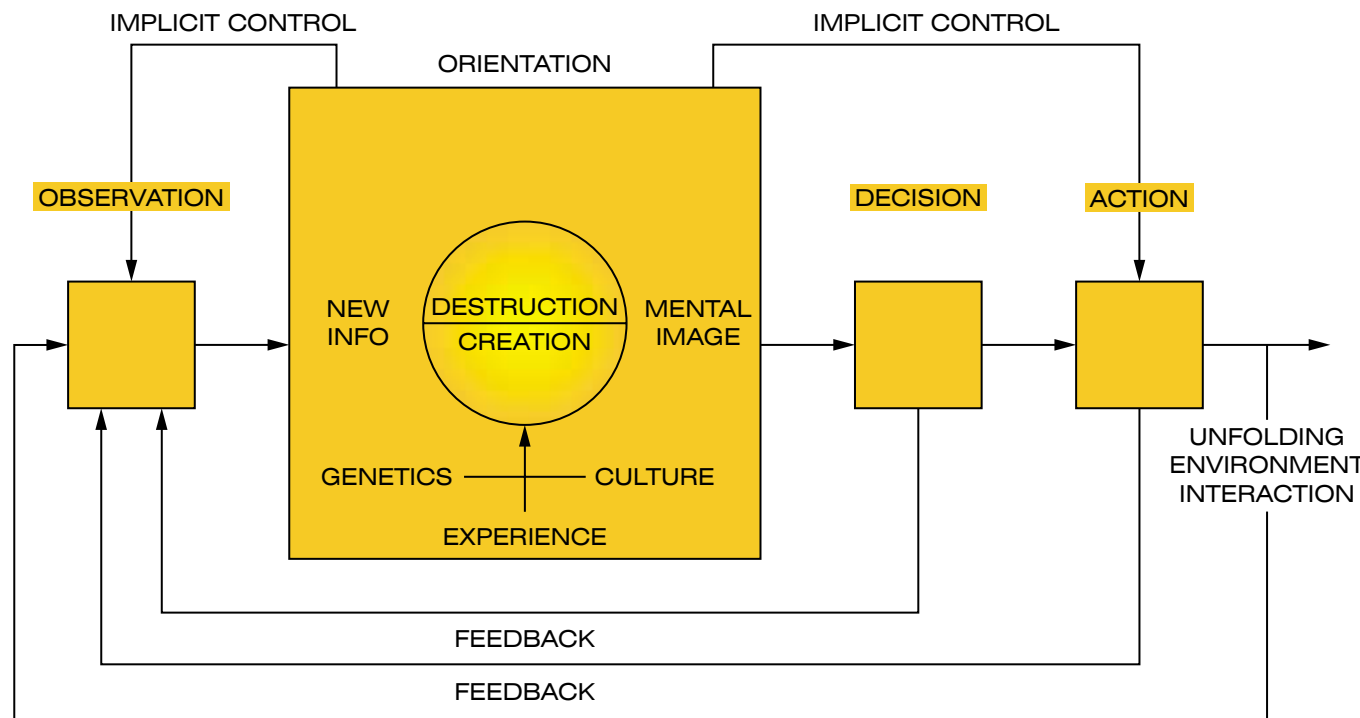 IMPLICIT CONTROL
IMPLICIT CONTROL
ORIENTATION
OBSERVATION
DECISION
ACTION
NEW
INFO
DESTRUCTION
CREATION
MENTAL
IMAGE
GENETICS
CULTURE
EXPERIENCE
UNFOLDING
ENVIRONMENT
INTERACTION
FEEDBACK
FEEDBACK